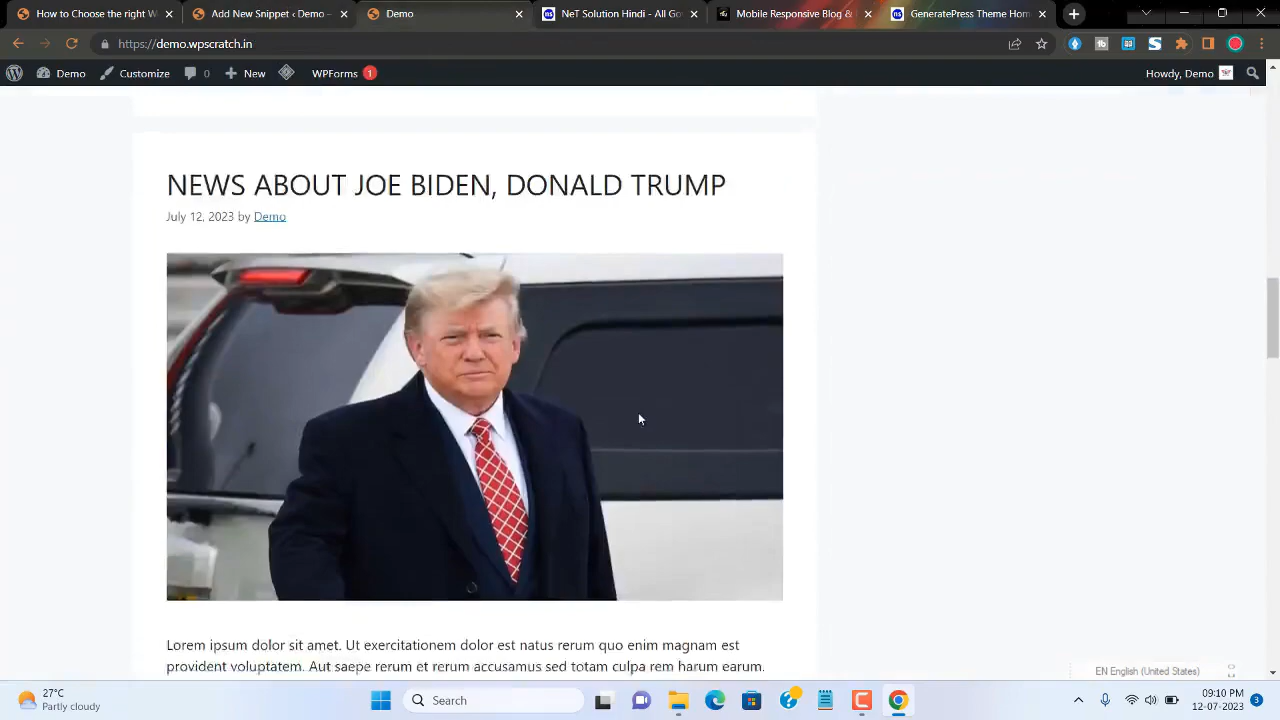 How to Choose the right W
Add New Snippet ‹ Demo –
Demo
NeT Solution Hindi - All Go
Mobile Responsive Blog &
GeneratePress Theme Hom
https://demo.wpscratch.in
Demo
Customize
0
New
WPForms 1
Howdy, Demo
NEWS ABOUT JOE BIDEN, DONALD TRUMP
July 12, 2023 by Demo
Lorem ipsum dolor sit amet. Ut exercitationem dolor est natus rerum quo enim magnam est
provident voluptatem. Aut saepe rerum et rerum accusamus sed totam culpa rem harum earum.
EN English (United States)
27°C
Partly cloudy
Search
09:10 PM
12-07-2023
3